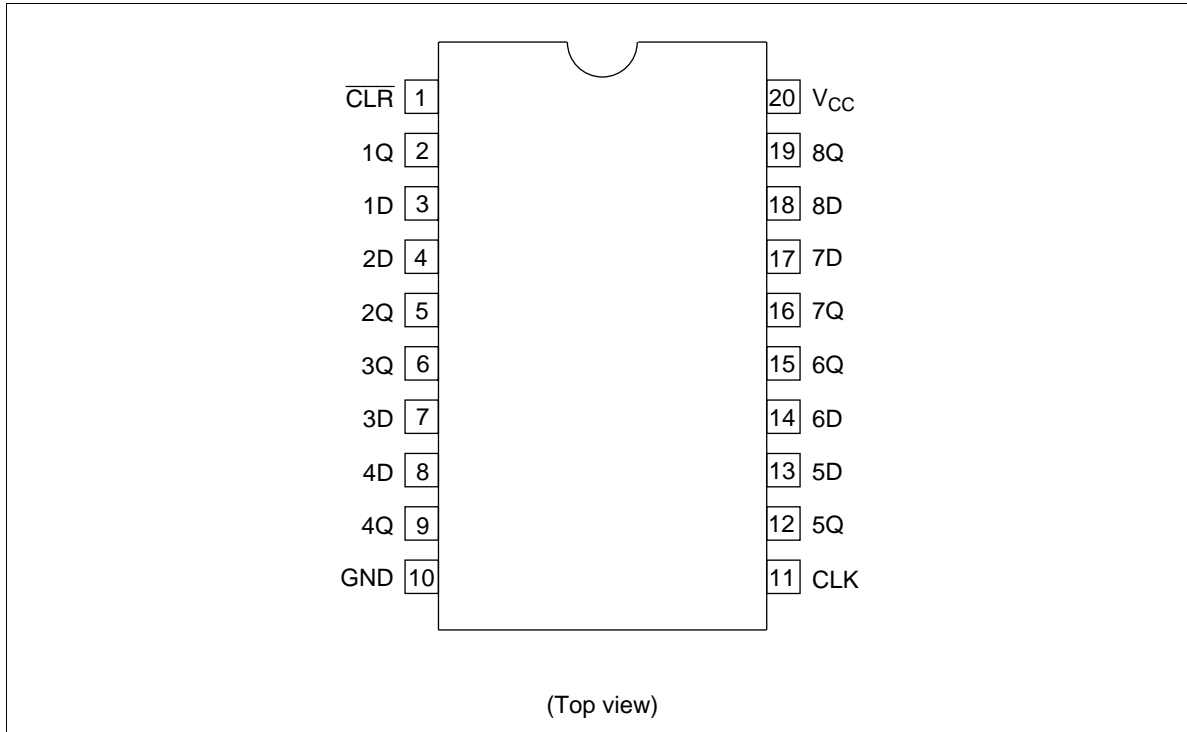 C̅L̅R̅ 1 20 VCC
1Q 2 19 8Q
1D 3 18 8D
2D 4 17 7D
2Q 5 16 7Q
3Q 6 15 6Q
3D 7 14 6D
4D 8 13 5D
4Q 9 12 5Q
GND 10 11 CLK
(Top view)